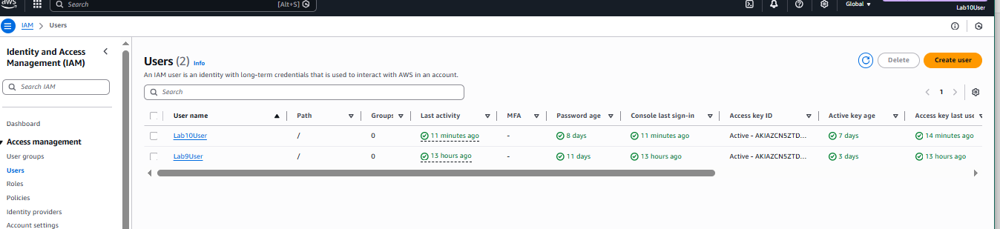 aws
Search [Alt+S] Global Lab10User
IAM > Users
Identity and Access Management (IAM)
Search IAM
Dashboard
Access management
User groups
Users
Roles
Policies
Identity providers
Account settings
Users (2) Info
Delete Create user
An IAM user is an identity with long-term credentials that is used to interact with AWS in an account.
Search
1
User name Path Groups Last activity MFA Password age Console last sign-in Access key ID Active key age Access key last use
Lab10User / 0 11 minutes ago - 8 days 11 minutes ago Active - AKIAZCN5ZTD... 7 days 14 minutes ago
Lab9User / 0 13 hours ago - 11 days 13 hours ago Active - AKIAZCN5ZTD... 3 days 13 hours ago